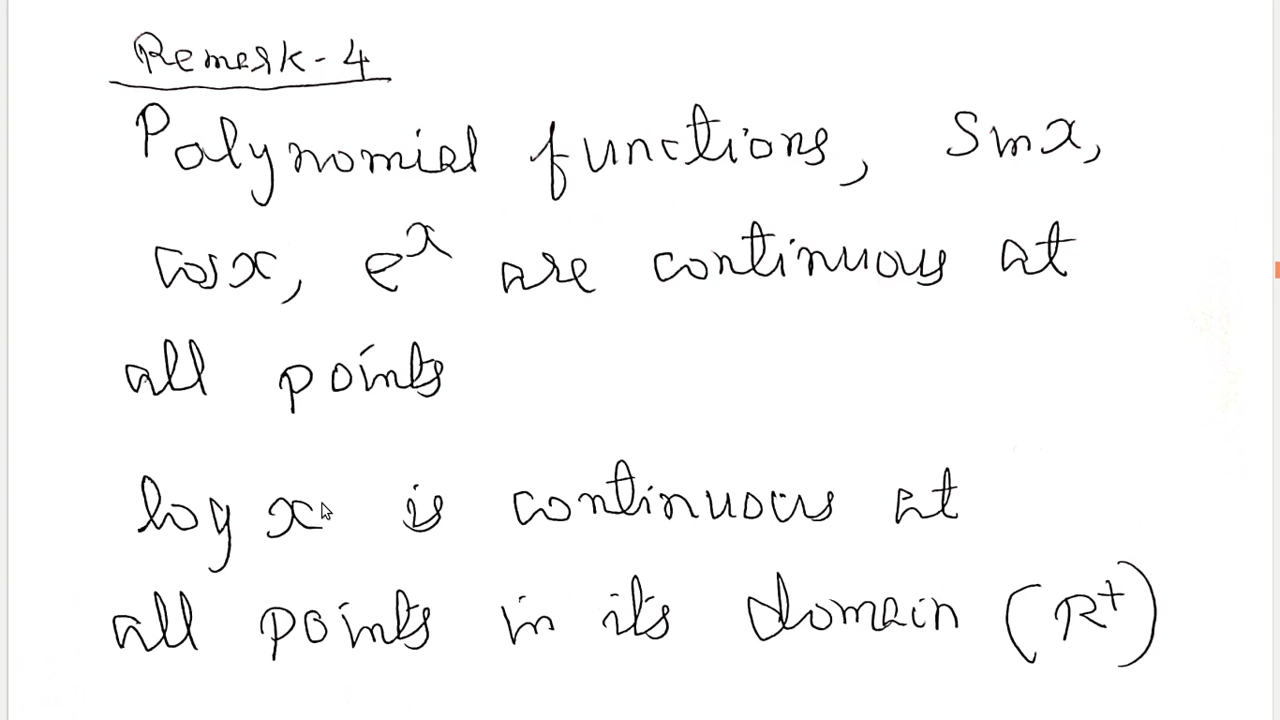 Remark-4
Polynomial functions, Sinx,
cosx, eˣ are continuous at
all points
log x is continuous at
all points in its domain (R⁺)